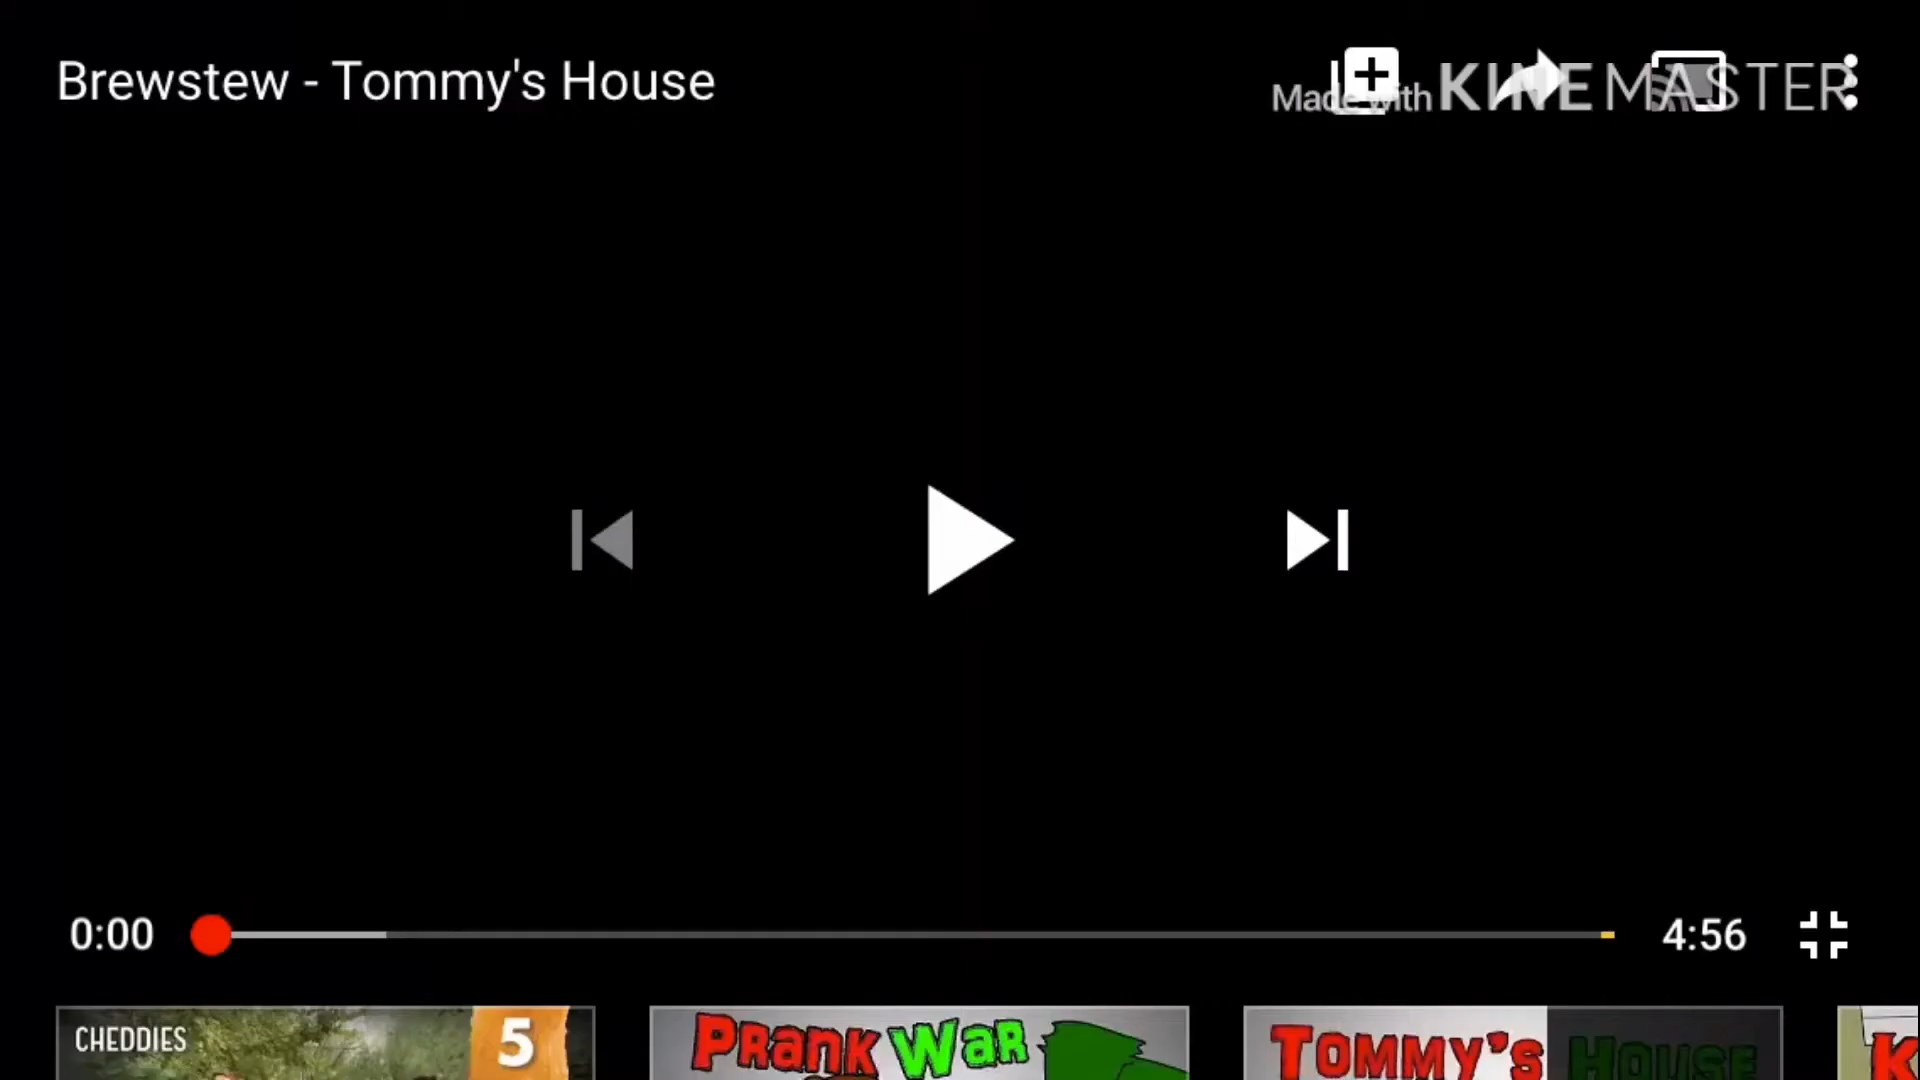 Brewstew - Tommy's House
Made with KINEMASTER
0:00
4:56
CHEDDIES
5
PRANK WAR
TOMMY'S HOUSE
K